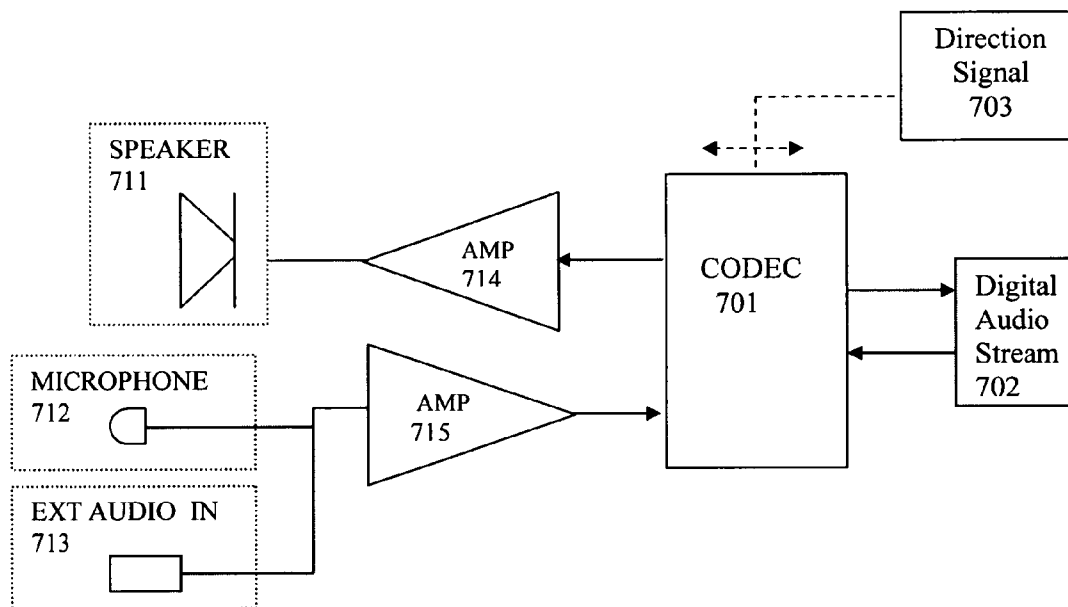 Direction
Signal
703
SPEAKER
711
AMP
714
CODEC
701
Digital
Audio
Stream
702
MICROPHONE
712
AMP
715
EXT AUDIO IN
713